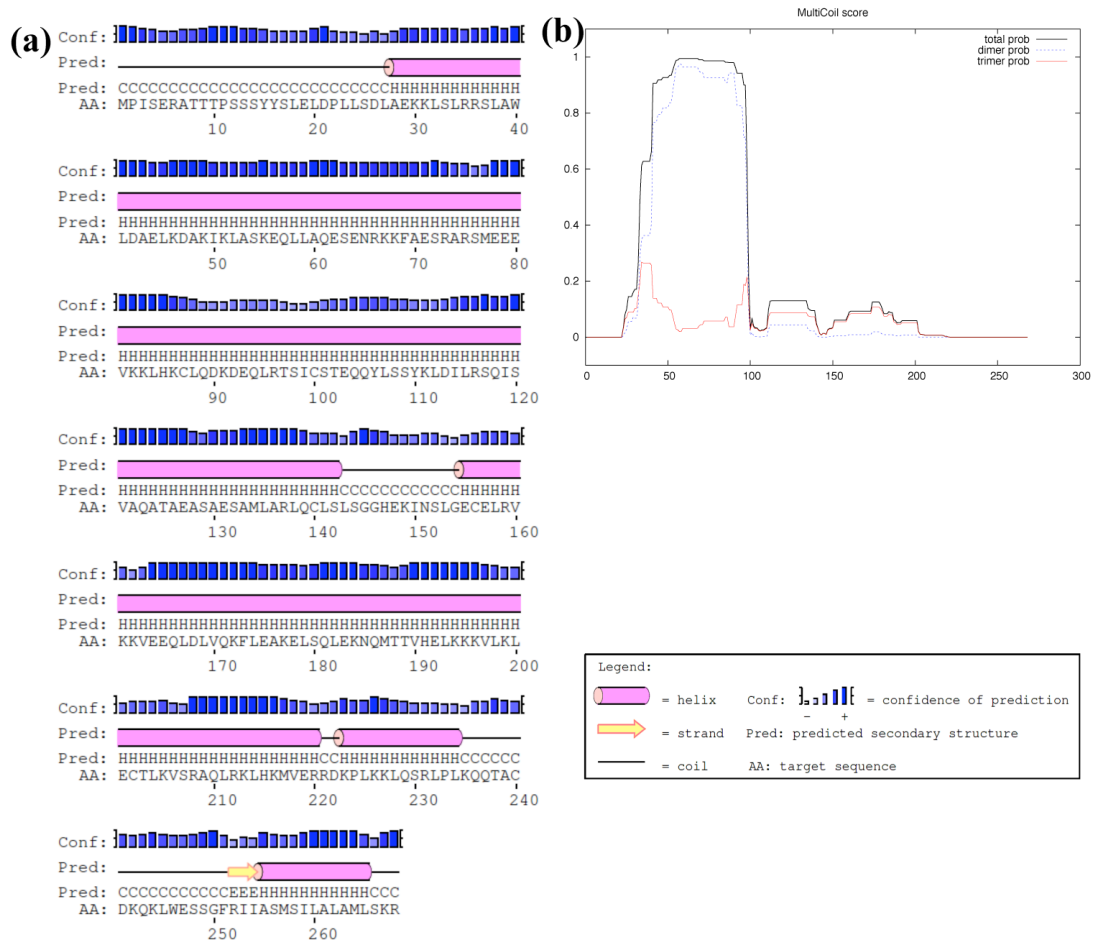 (a)
Conf:
Pred:
Pred: CCCCCCCCCCCCCCCCCCCCCCCCCCCHHHHHHHHHHHHH
AA: MPISERATTTPSSSYYSLELDPLLSDLAEKKLSLRRSLAW
10 20 30 40
Conf:
Pred:
Pred: HHHHHHHHHHHHHHHHHHHHHHHHHHHHHHHHHHHHHHHH
AA: LDAELKDAKIKLASKEQLLAQESENRKKFAESRARSMEEE
50 60 70 80
Conf:
Pred:
Pred: HHHHHHHHHHHHHHHHHHHHHHHHHHHHHHHHHHHHHHHH
AA: VKKLHKCLQDKDEQLRTSICSTEQQYLSSYKLDILRSQIS
90 100 110 120
Conf:
Pred:
Pred: HHHHHHHHHHHHHHHHHHHHHHCCCCCCCCCCCCHHHHHH
AA: VAQATAEASAESAMLARLQCLSLSGGHEKINSLGECELRV
130 140 150 160
Conf:
Pred:
Pred: HHHHHHHHHHHHHHHHHHHHHHHHHHHHHHHHHHHHHHHH
AA: KKVEEQLDLVQKFLEAKELSQLEKNQMTTVHELKKKVLKL
170 180 190 200
Conf:
Pred:
Pred: HHHHHHHHHHHHHHHHHHHHCCHHHHHHHHHHHHCCCCCC
AA: ECTLKVSRAQLRKLHKMVERRDKPLKKLQSRLPLKQQTAC
210 220 230 240
Conf:
Pred:
Pred: CCCCCCCCCCCEEEHHHHHHHHHHHCCC
AA: DKQKLWESSGFRIIASMSILALAMLSKR
250 260
(b)
MultiCoil score
total prob
dimer prob
trimer prob
1
0.8
0.6
0.4
0.2
0
0 50 100 150 200 250 300
Legend:
= helix Conf: = confidence of prediction
- +
= strand Pred: predicted secondary structure
= coil AA: target sequence